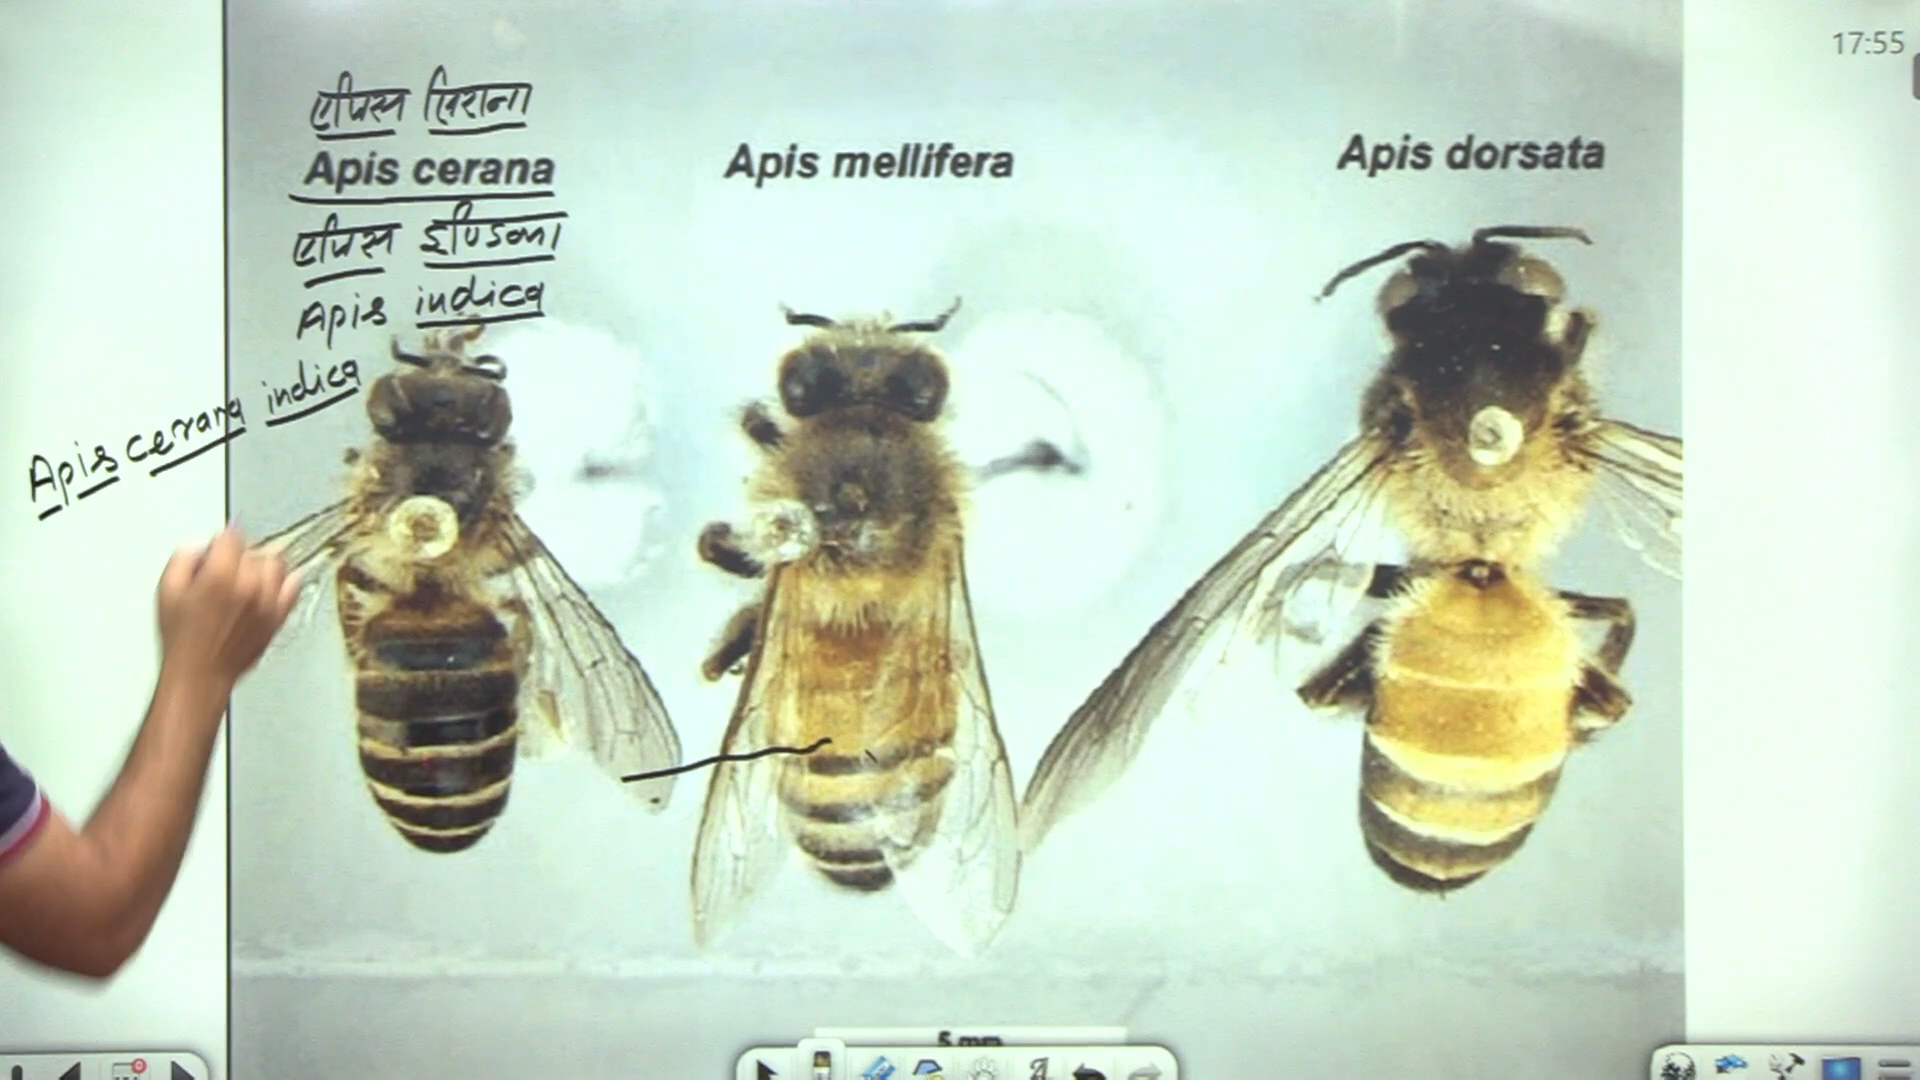 17:55
एपिस सिराना
Apis cerana
Apis mellifera
Apis dorsata
एपिस इण्डिका
Apis indica
Apis cerana indica
5 mm